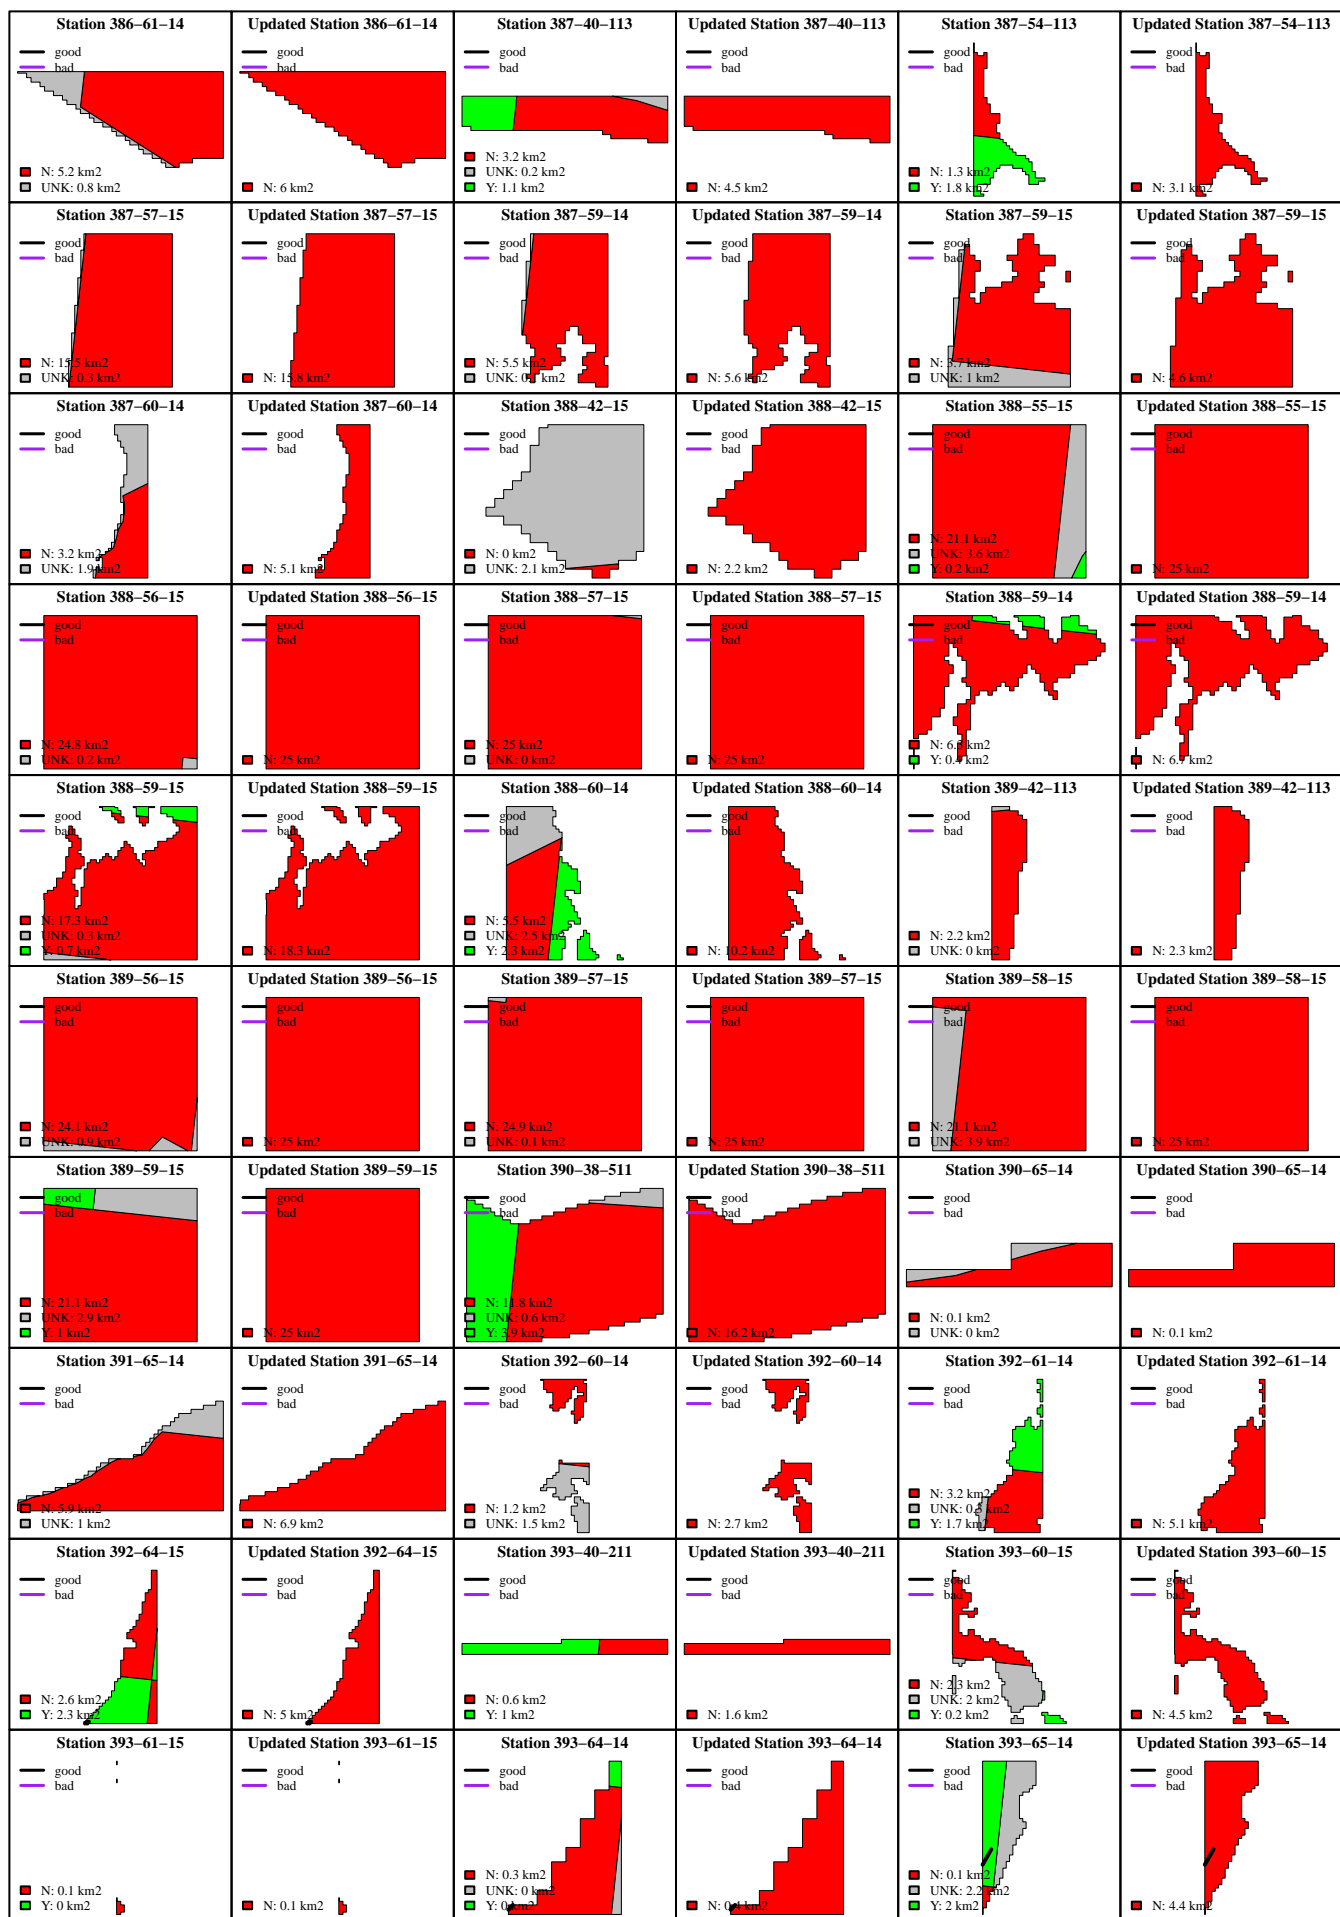 Station 386−61−14
good
bad
N: 5.2 km2
UNK: 0.8 km2
Updated Station 386−61−14
good
bad
N: 6 km2
Station 387−40−113
good
bad
N: 3.2 km2
UNK: 0.2 km2
Y: 1.1 km2
Updated Station 387−40−113
good
bad
N: 4.5 km2
Station 387−54−113
good
bad
N: 1.3 km2
Y: 1.8 km2
Updated Station 387−54−113
good
bad
N: 3.1 km2
Station 387−57−15
good
bad
N: 15.5 km2
UNK: 0.3 km2
Updated Station 387−57−15
good
bad
N: 15.8 km2
Station 387−59−14
good
bad
N: 5.5 km2
UNK: km2
Updated Station 387−59−14
good
bad
N: 5.6 km2
Station 387−59−15
good
bad
N: 3.7 km2
UNK: 1 km2
Updated Station 387−59−15
good
bad
N: 4.6 km2
Station 387−60−14
good
bad
N: 3.2 km2
UNK: 1.9 km2
Updated Station 387−60−14
good
bad
N: 5.1 km2
Station 388−42−15
good
bad
N: 0 km2
UNK: 2.1 km2
Updated Station 388−42−15
good
bad
N: 2.2 km2
Station 388−55−15
good
bad
N: 21.1 km2
UNK: 3.6 km2
Y: 0.2 km2
Updated Station 388−55−15
good
bad
N: 25 km2
Station 388−56−15
good
bad
N: 24.8 km2
UNK: 0.2 km2
Updated Station 388−56−15
good
bad
N: 25 km2
Station 388−57−15
good
bad
N: 25 km2
UNK: 0 km2
Updated Station 388−57−15
good
bad
N: 25 km2
Station 388−59−14
good
bad
N: 6.3 km2
Y: 0.4 km2
Updated Station 388−59−14
good
bad
N: 6.7 km2
Station 388−59−15
good
bad
N: 17.3 km2
UNK: 0.3 km2
Y: 0.7 km2
Updated Station 388−59−15
good
bad
N: 18.3 km2
Station 388−60−14
good
bad
N: 5.5 km2
UNK: 2.5 km2
Y: 2.3 km2
Updated Station 388−60−14
good
bad
N: 10.2 km2
Station 389−42−113
good
bad
N: 2.2 km2
UNK: 0 km2
Updated Station 389−42−113
good
bad
N: 2.3 km2
Station 389−56−15
good
bad
N: 24.1 km2
UNK: 0.9 km2
Updated Station 389−56−15
good
bad
N: 25 km2
Station 389−57−15
good
bad
N: 24.9 km2
UNK: 0.1 km2
Updated Station 389−57−15
good
bad
N: 25 km2
Station 389−58−15
good
bad
N: 21.1 km2
UNK: 3.9 km2
Updated Station 389−58−15
good
bad
N: 25 km2
Station 389−59−15
good
bad
N: 21.1 km2
UNK: 2.9 km2
Y: 1 km2
Updated Station 389−59−15
good
bad
N: 25 km2
Station 390−38−511
good
bad
N: 11.8 km2
UNK: 0.6 km2
Y: 3.9 km2
Updated Station 390−38−511
good
bad
N: 16.2 km2
Station 390−65−14
good
bad
N: 0.1 km2
UNK: 0 km2
Updated Station 390−65−14
good
bad
N: 0.1 km2
Station 391−65−14
good
bad
N: 5.9 km2
UNK: 1 km2
Updated Station 391−65−14
good
bad
N: 6.9 km2
Station 392−60−14
good
bad
N: 1.2 km2
UNK: 1.5 km2
Updated Station 392−60−14
good
bad
N: 2.7 km2
Station 392−61−14
good
bad
N: 3.2 km2
UNK: km2
Y: 1.7 km2
Updated Station 392−61−14
good
bad
N: 5.1 km2
Station 392−64−15
good
bad
N: 2.6 km2
Y: 2.3 km2
Updated Station 392−64−15
good
bad
N: 5 km2
Station 393−40−211
good
bad
N: 0.6 km2
Y: 1 km2
Updated Station 393−40−211
good
bad
N: 1.6 km2
Station 393−60−15
good
bad
N: 2.3 km2
UNK: 2 km2
Y: 0.2 km2
Updated Station 393−60−15
good
bad
N: 4.5 km2
Station 393−61−15
good
bad
N: 0.1 km2
Y: 0 km2
Updated Station 393−61−15
good
bad
N: 0.1 km2
Station 393−64−14
good
bad
N: 0.3 km2
UNK: 0 km2
Y: km2
Updated Station 393−64−14
good
bad
N: 0.4 km2
Station 393−65−14
good
bad
N: 0.1 km2
UNK: 2.2 km2
Y: 2 km2
Updated Station 393−65−14
good
bad
N: 4.4 km2